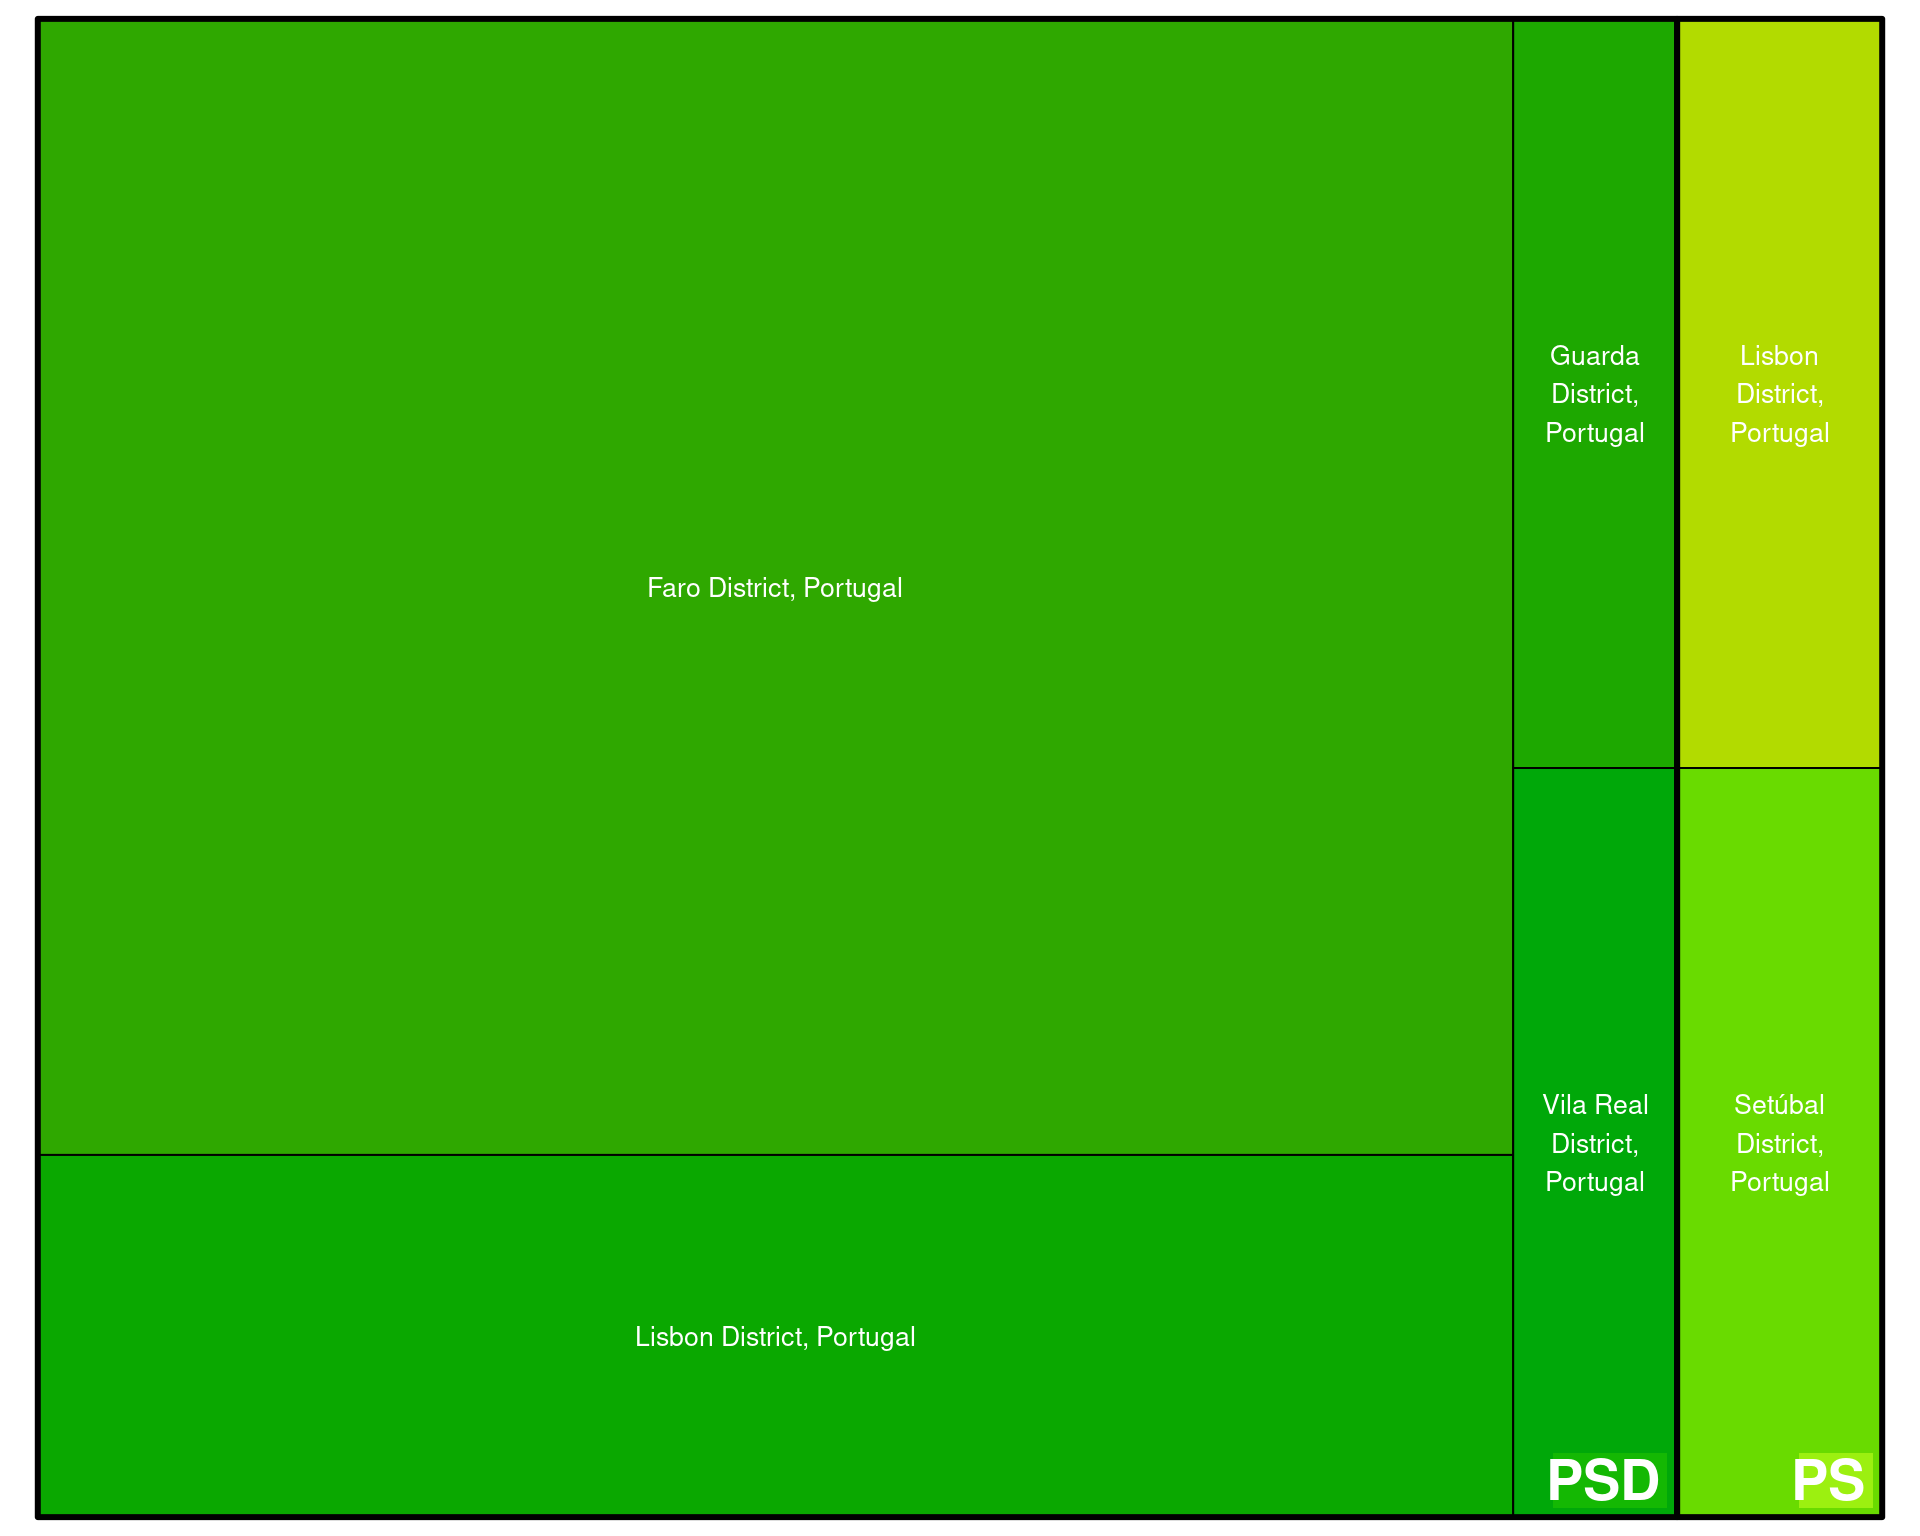 Faro District, Portugal
Lisbon District, Portugal
Guarda
District,
Portugal
Vila Real
District,
Portugal
PSD
Lisbon
District,
Portugal
Setúbal
District,
Portugal
PS